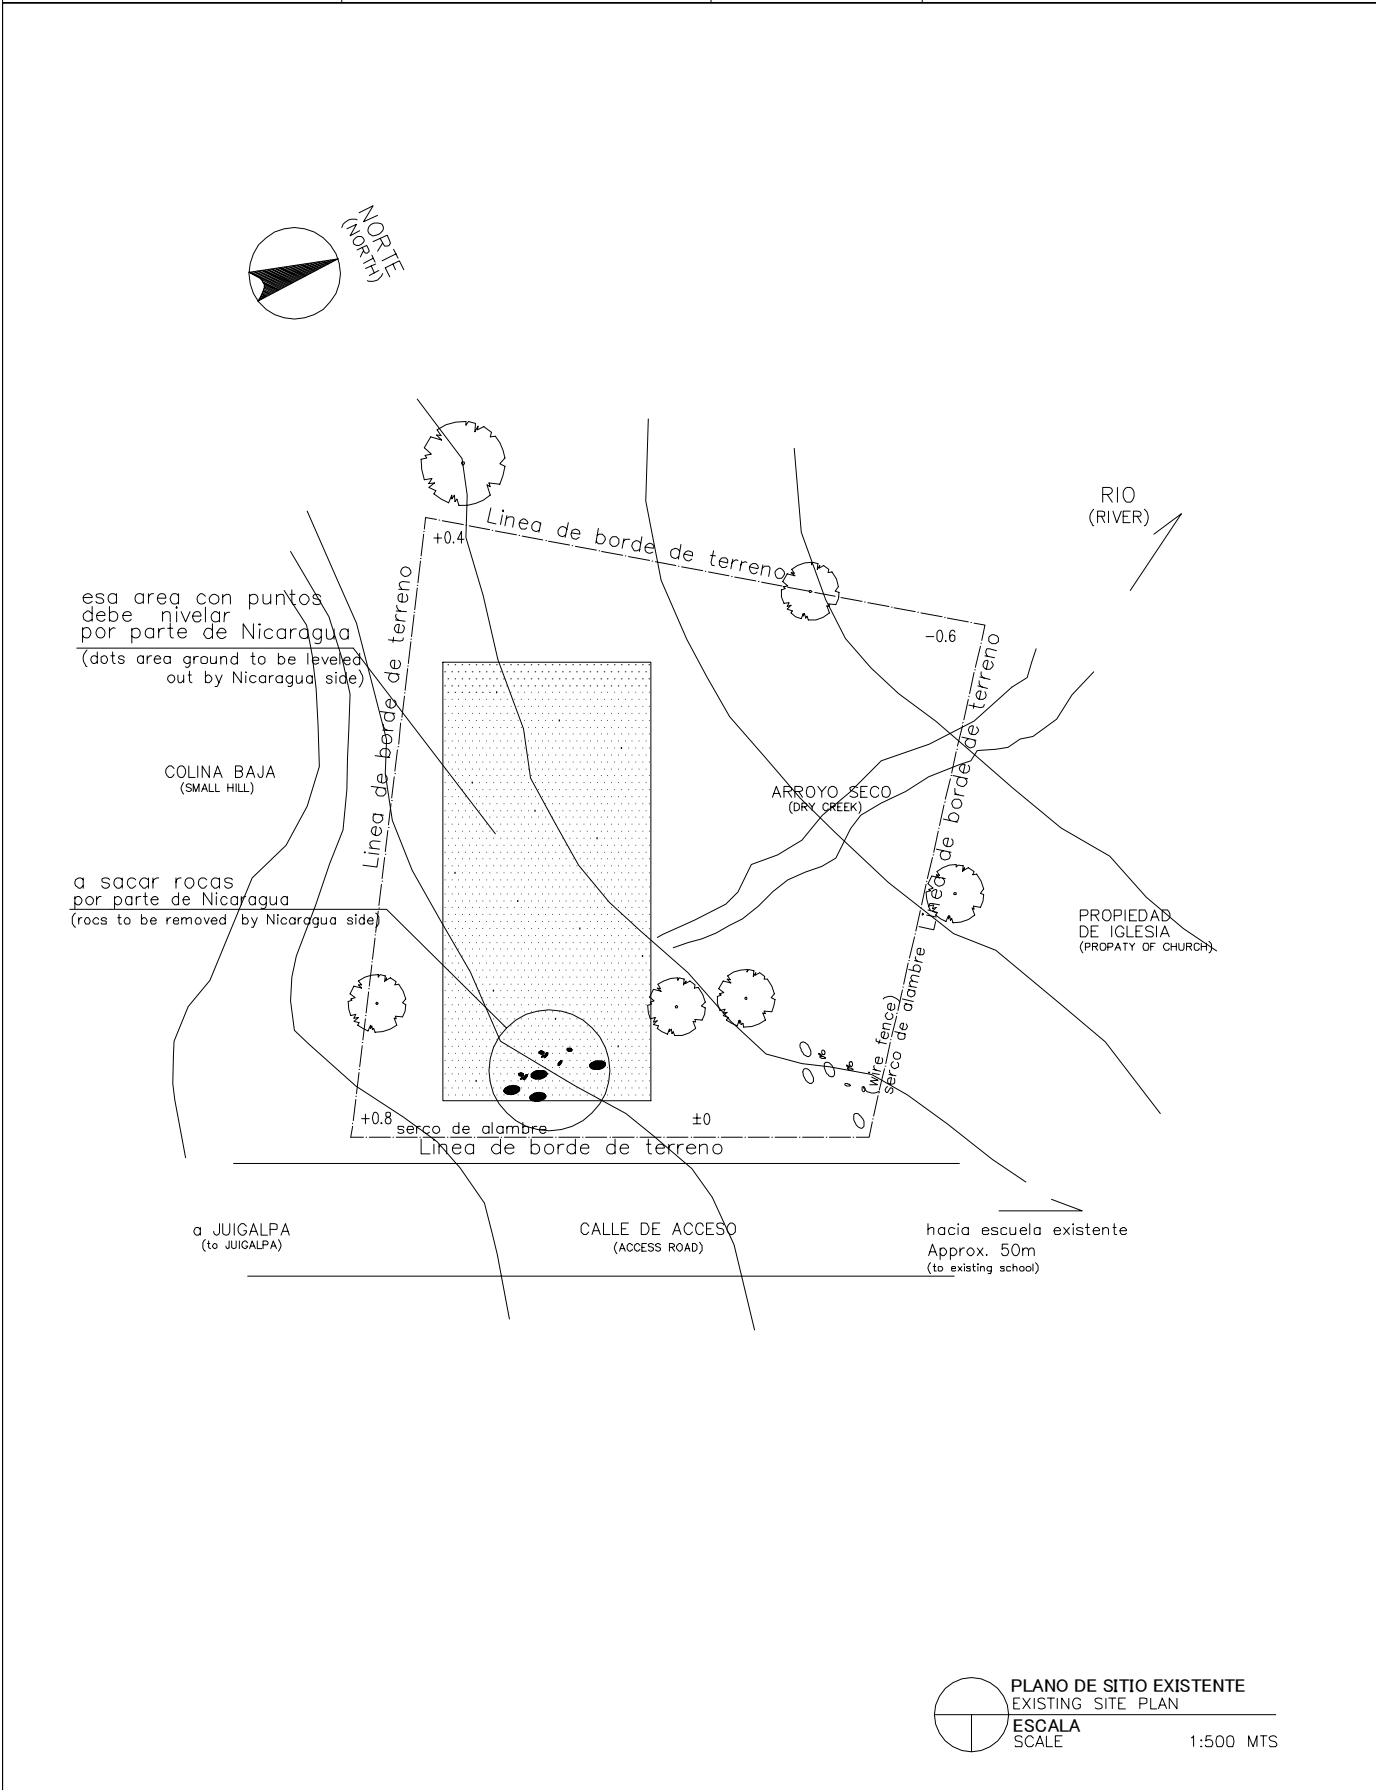 NORTE
(NORTH)
RIO
(RIVER)
Linea de borde de terreno
+0.4
-0.6
esa area con puntos
debe nivelar
por parte de Nicaragua
(dots area ground to be leveled
out by Nicaragua side)
Linea de borde de terreno
Linea de borde de terreno
COLINA BAJA
(SMALL HILL)
ARROYO SECO
(DRY CREEK)
a sacar rocas
por parte de Nicaragua
(rocs to be removed by Nicaragua side)
PROPIEDAD
DE IGLESIA
(PROPATY OF CHURCH)
(wire fence)
serco de alambre
+0.8
±0
serco de alambre
Linea de borde de terreno
a JUIGALPA
(to JUIGALPA)
CALLE DE ACCESO
(ACCESS ROAD)
hacia escuela existente
Approx. 50m
(to existing school)
PLANO DE SITIO EXISTENTE
EXISTING SITE PLAN
ESCALA
SCALE 1:500 MTS